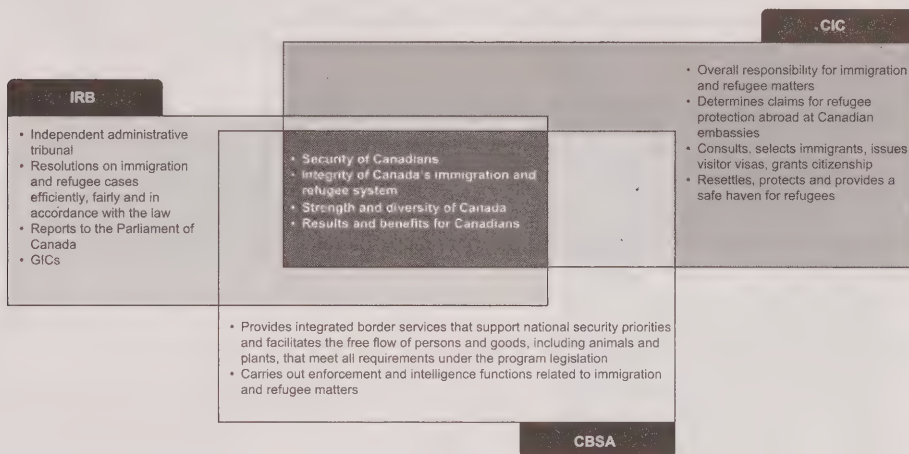 CIC
• Overall responsibility for immigration
and refugee matters
• Determines claims for refugee
protection abroad at Canadian
embassies
• Consults, selects immigrants, issues
visitor visas, grants citizenship
• Resettles, protects and provides a
safe haven for refugees
IRB
• Independent administrative
tribunal
• Resolutions on immigration
and refugee cases
efficiently, fairly and in
accordance with the law
• Reports to the Parliament of
Canada
• GICs
• Security of Canadians
• Integrity of Canada's immigration and
refugee system
• Strength and diversity of Canada
• Results and benefits for Canadians
• Provides integrated border services that support national security priorities
and facilitates the free flow of persons and goods, including animals and
plants, that meet all requirements under the program legislation
• Carries out enforcement and intelligence functions related to immigration
and refugee matters
CBSA